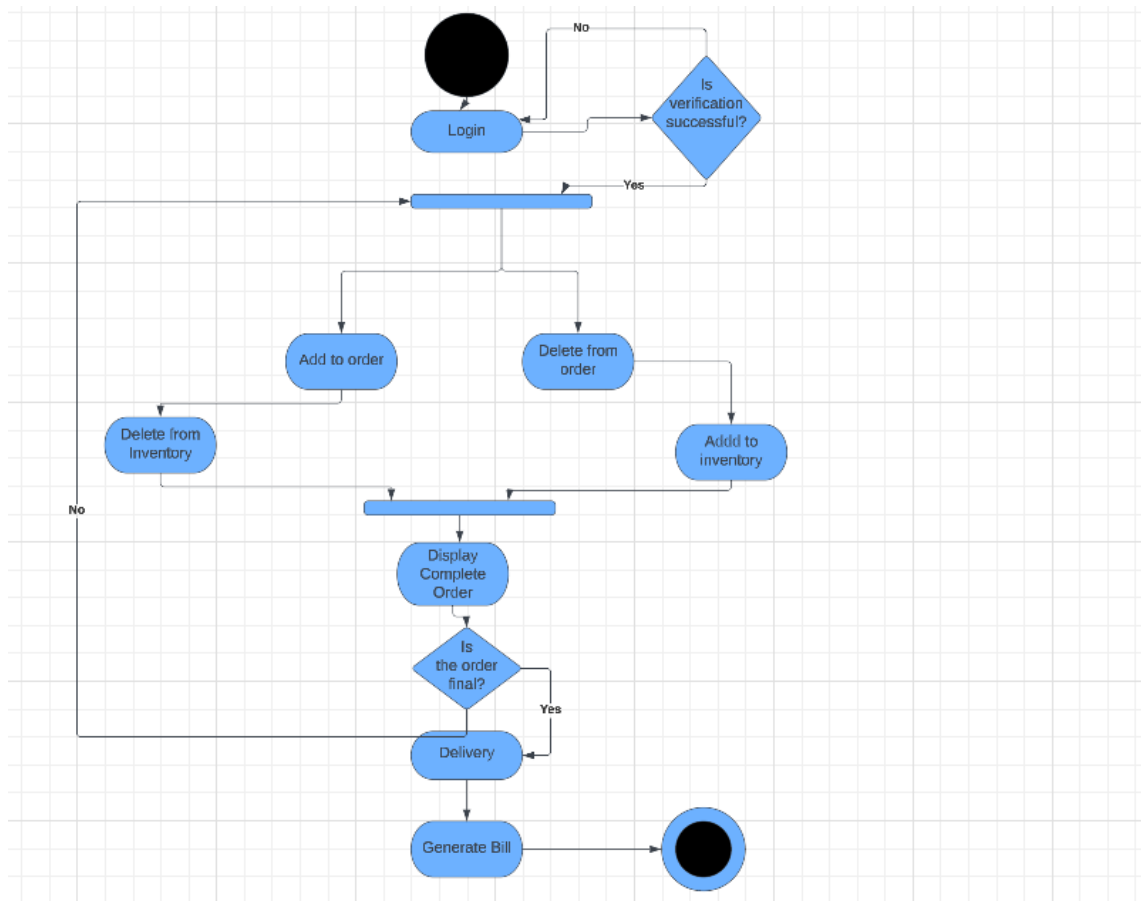 No
Is
verification
successful?
Login
Yes
Add to order
Delete from
order
Delete from
Inventory
Addd to
inventory
No
Display
Complete
Order
Is
the order
final?
Yes
Delivery
Generate Bill